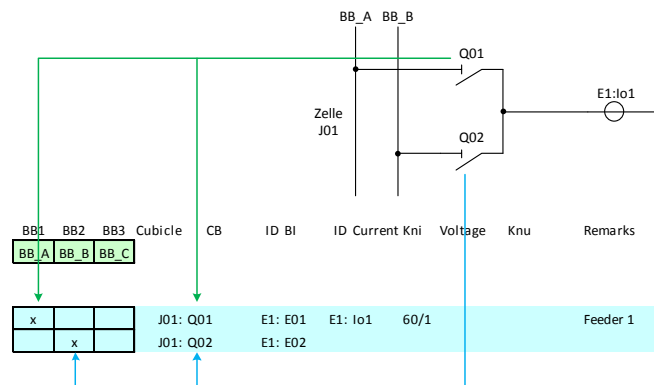 BB_A BB_B
Q01
E1:Io1
Zelle
J01
Q02
BB1 BB2 BB3 Cubicle CB ID BI ID Current Kni Voltage Knu Remarks
BB_A BB_B BB_C
x J01: Q01 E1: E01 E1: Io1 60/1 Feeder 1
x J01: Q02 E1: E02